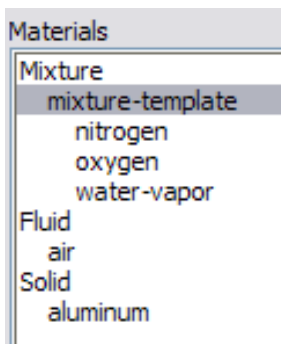 Materials
Mixture
mixture-template
nitrogen
oxygen
water-vapor
Fluid
air
Solid
aluminum